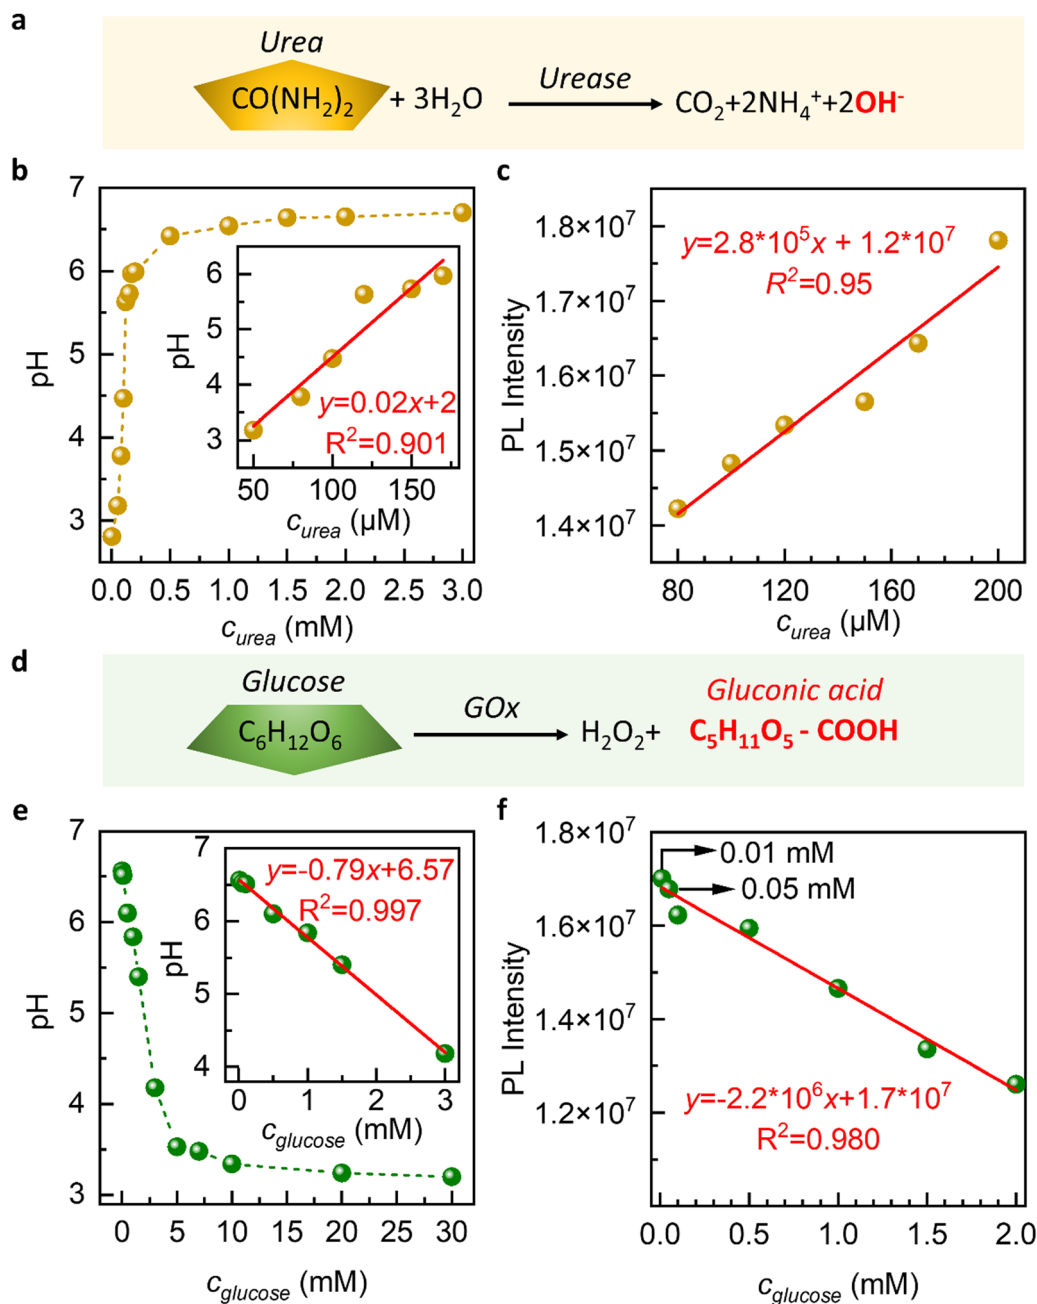 a
Urea
CO(NH₂)₂ + 3H₂O Urease CO₂+2NH₄⁺+2OH⁻
b
7
6
5
4
3
pH
0.0 0.5 1.0 1.5 2.0 2.5 3.0
c_urea (mM)
6
5
4
3
pH
y=0.02x+2
R²=0.901
50 100 150
c_urea (µM)
c
1.8×10⁷
1.7×10⁷
1.6×10⁷
1.5×10⁷
1.4×10⁷
PL Intensity
y=2.8*10⁵x + 1.2*10⁷
R²=0.95
80 120 160 200
c_urea (µM)
d
Glucose
C₆H₁₂O₆ GOx H₂O₂+ Gluconic acid
C₅H₁₁O₅ - COOH
e
7
6
5
4
3
pH
0 5 10 15 20 25 30
c_glucose (mM)
7
6
5
4
pH
y=-0.79x+6.57
R²=0.997
0 1 2 3
c_glucose (mM)
f
1.8×10⁷
1.6×10⁷
1.4×10⁷
1.2×10⁷
PL Intensity
0.01 mM
0.05 mM
y=-2.2*10⁶x+1.7*10⁷
R²=0.980
0.0 0.5 1.0 1.5 2.0
c_glucose (mM)